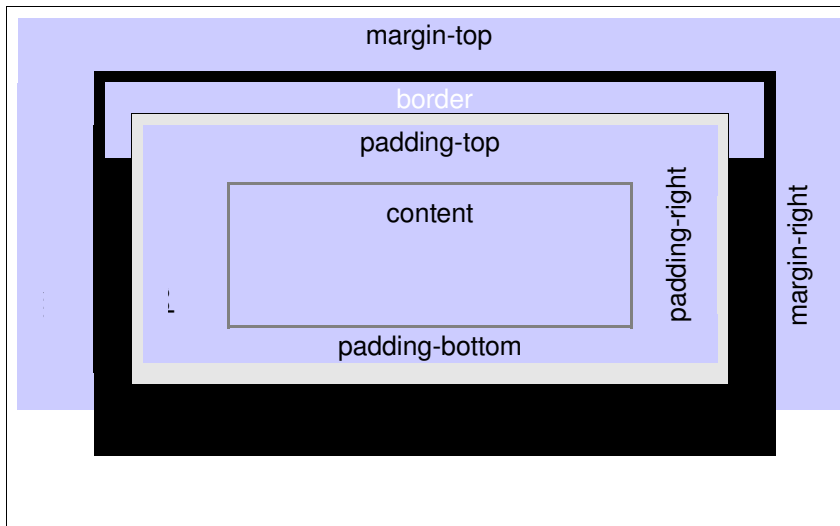 margin-top
border
padding-top
content
padding-right
margin-right
padding-bottom